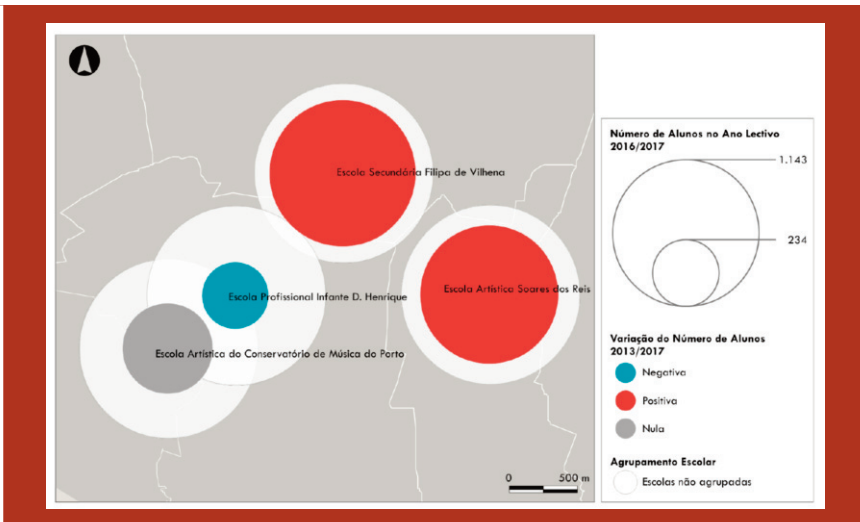 Escola Secundária Filipa de Vilhena
Escola Profissional Infante D. Henrique
Escola Artística Soares dos Reis
Escola Artística do Conservatório de Música do Porto
0 500 m
Número de Alunos no Ano Lectivo
2016/2017
1.143
234
Variação do Número de Alunos
2013/2017
Negativa
Positiva
Nula
Agrupamento Escolar
Escolas não agrupadas